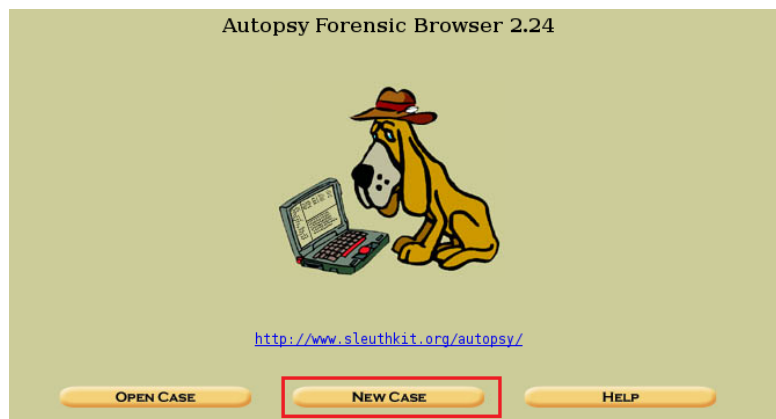 Autopsy Forensic Browser 2.24
http://www.sleuthkit.org/autopsy/
OPEN CASE
NEW CASE
HELP